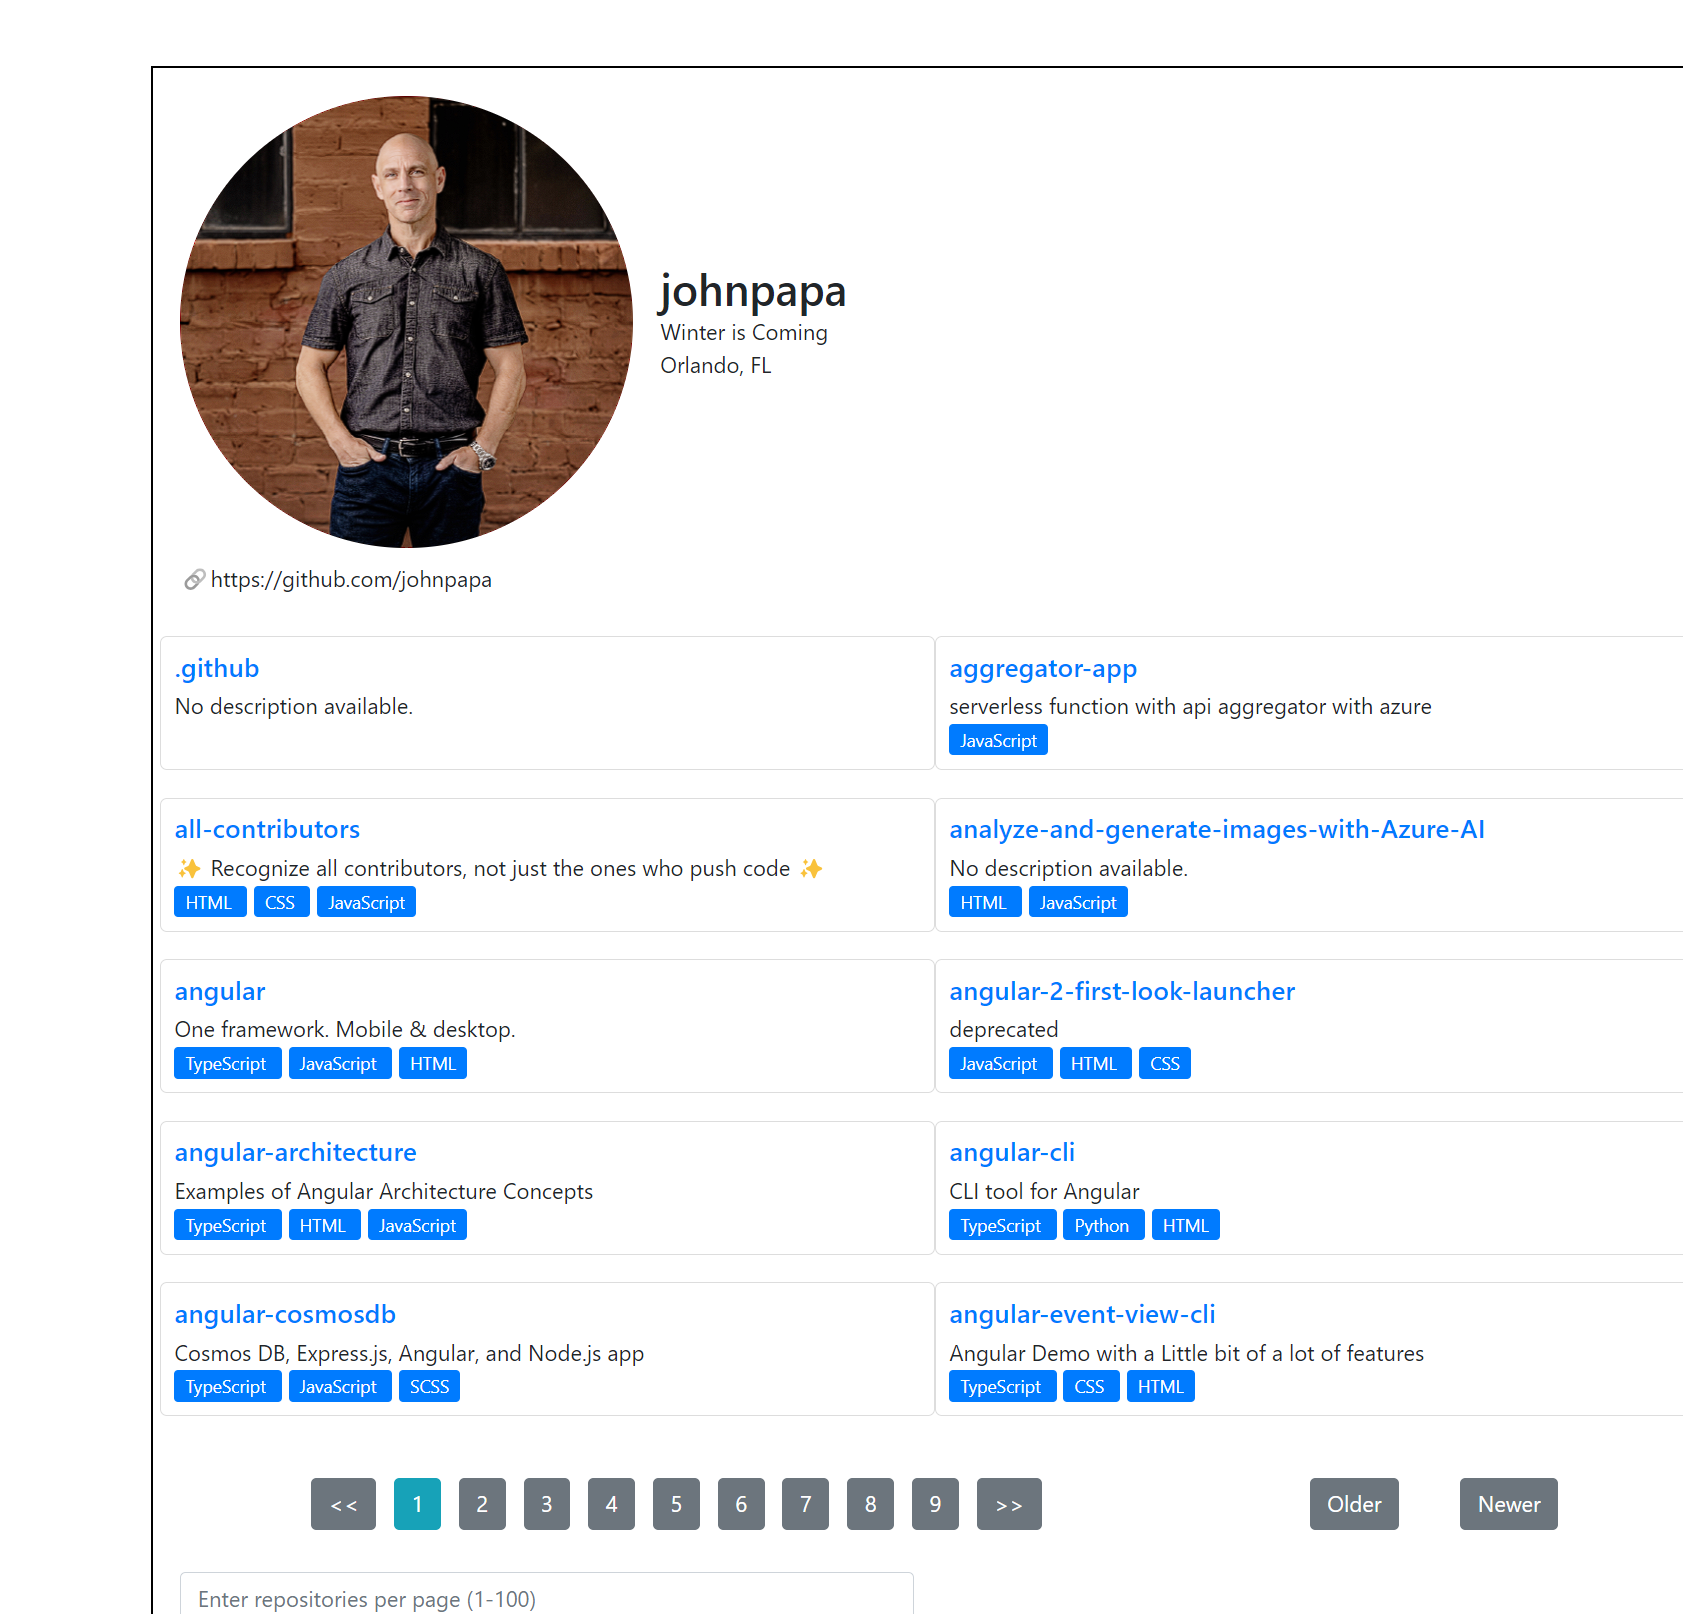 johnpapa
Winter is Coming
Orlando, FL
https://github.com/johnpapa
.github
No description available.
aggregator-app
serverless function with api aggregator with azure
JavaScript
all-contributors
✨ Recognize all contributors, not just the ones who push code ✨
HTML CSS JavaScript
analyze-and-generate-images-with-Azure-AI
No description available.
HTML JavaScript
angular
One framework. Mobile & desktop.
TypeScript JavaScript HTML
angular-2-first-look-launcher
deprecated
JavaScript HTML CSS
angular-architecture
Examples of Angular Architecture Concepts
TypeScript HTML JavaScript
angular-cli
CLI tool for Angular
TypeScript Python HTML
angular-cosmosdb
Cosmos DB, Express.js, Angular, and Node.js app
TypeScript JavaScript SCSS
angular-event-view-cli
Angular Demo with a Little bit of a lot of features
TypeScript CSS HTML
<< 1 2 3 4 5 6 7 8 9 >> Older Newer
Enter repositories per page (1-100)